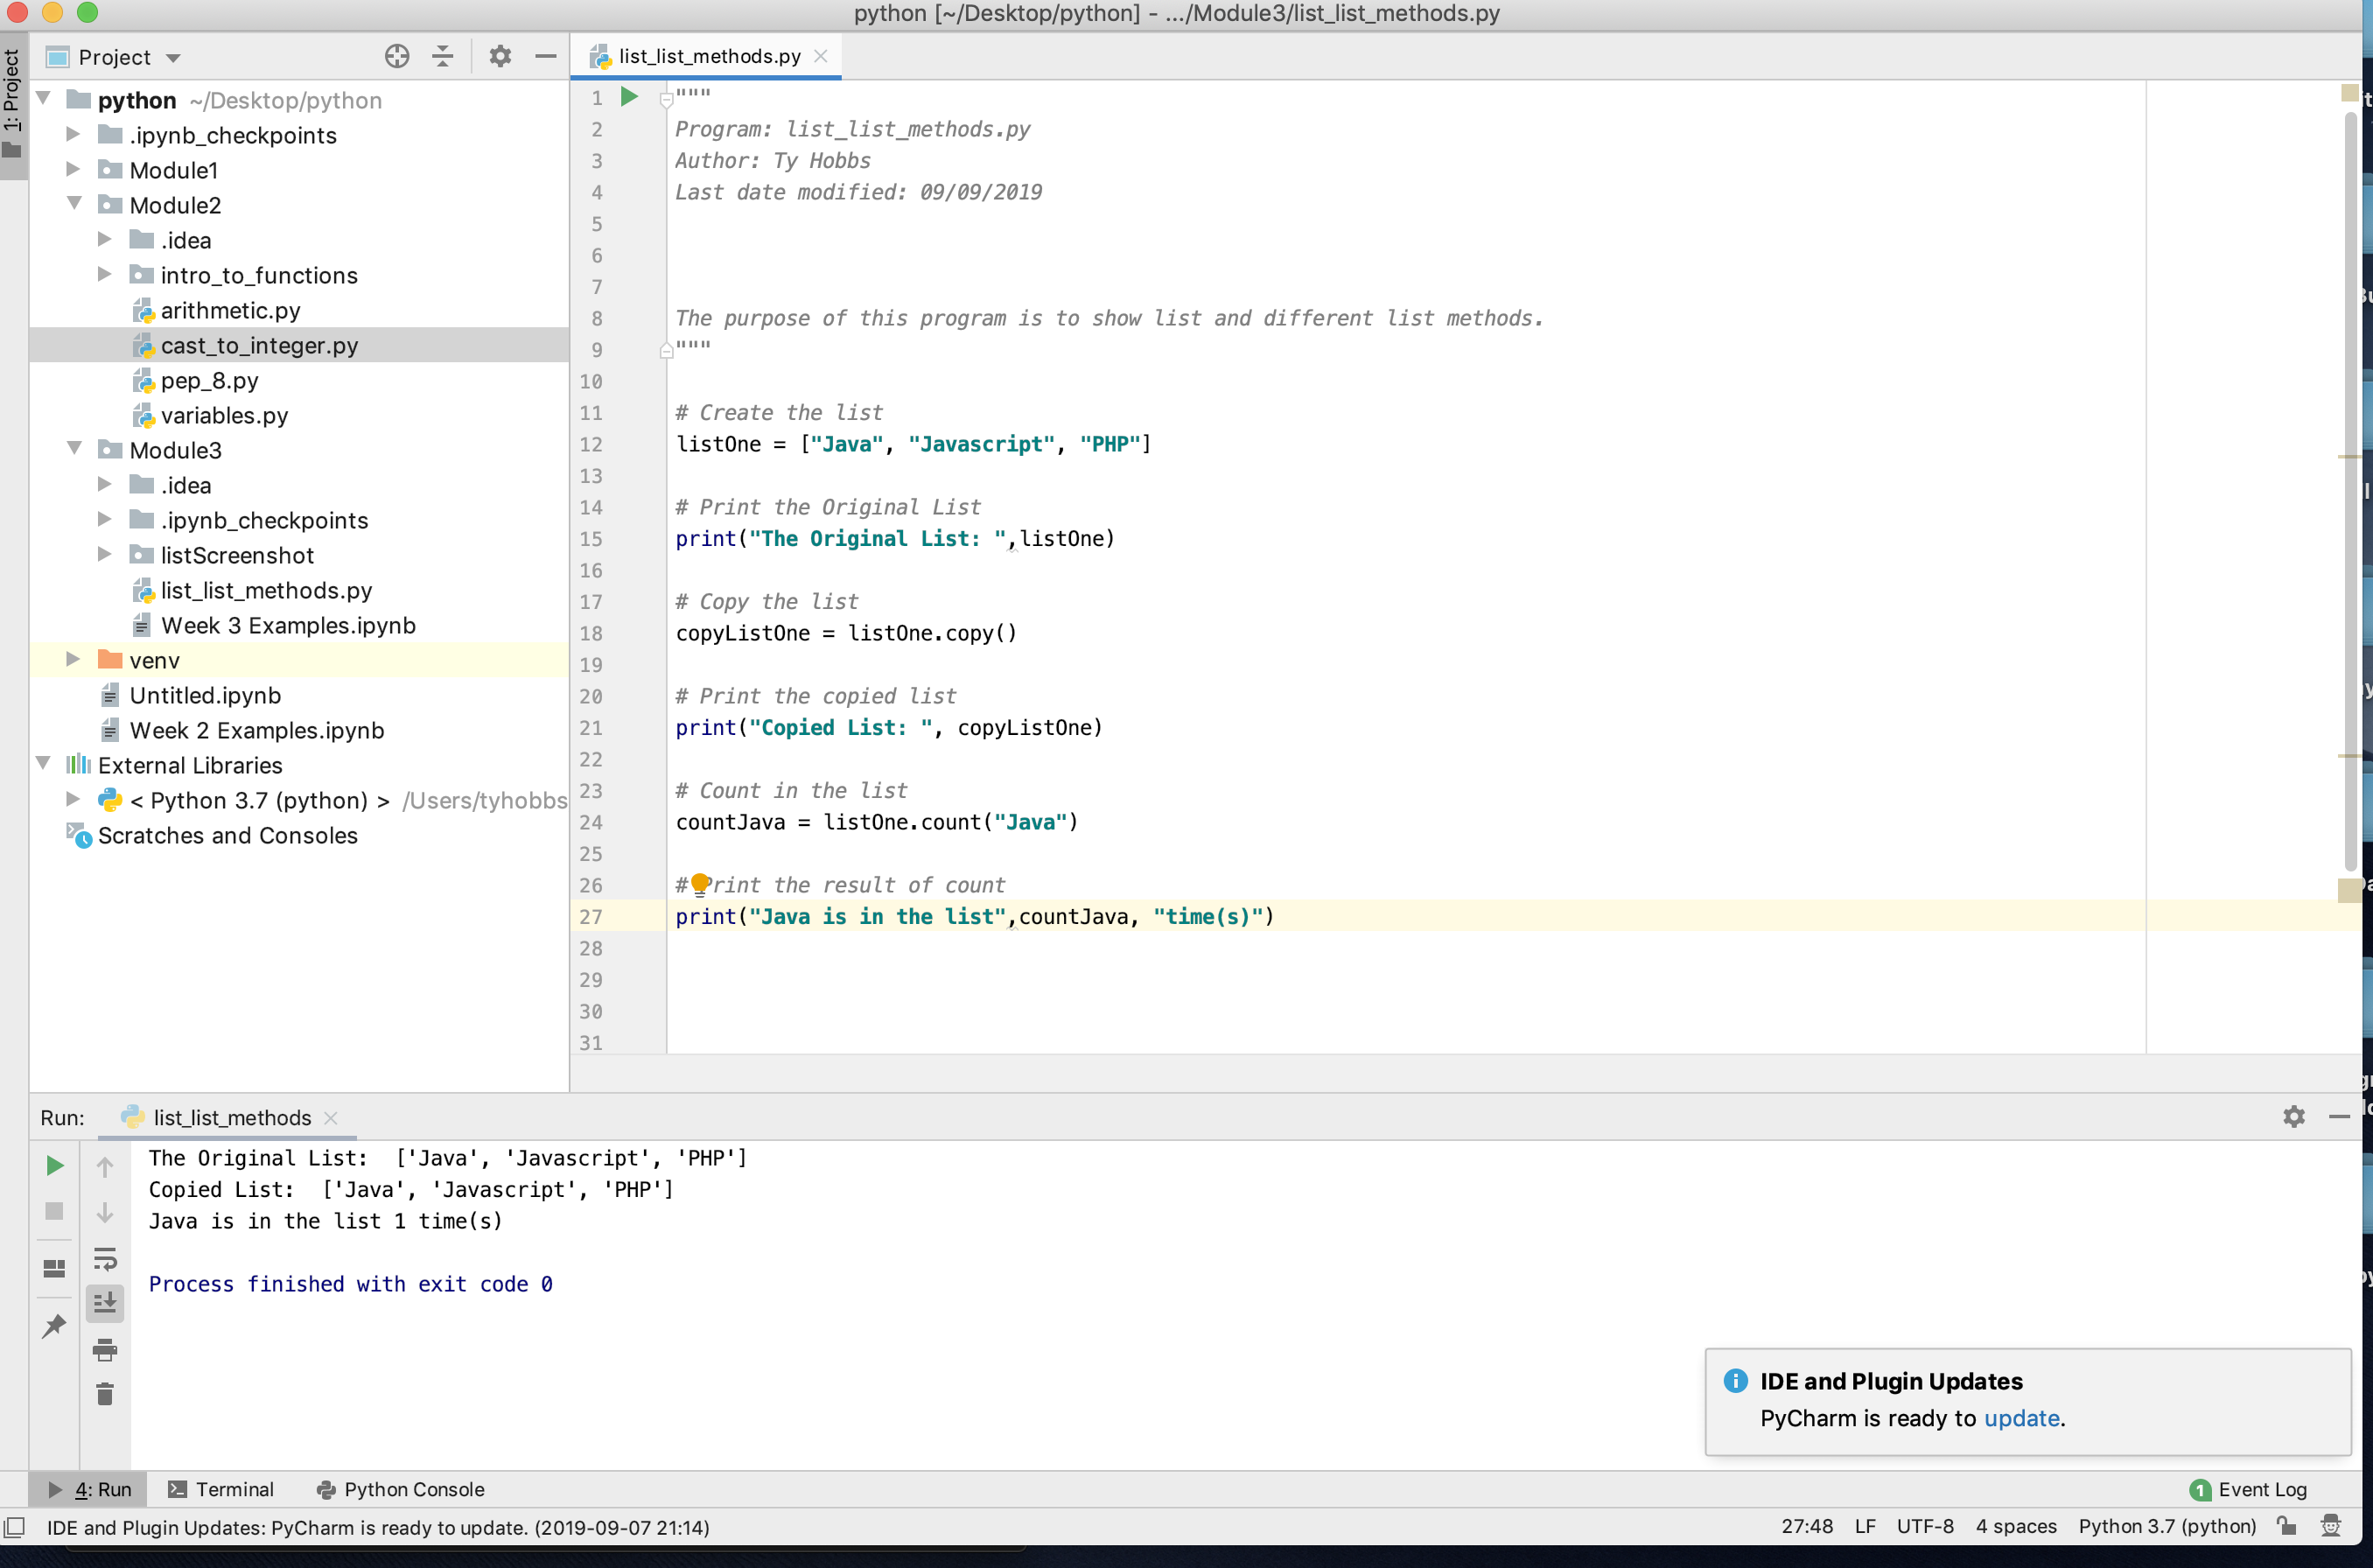 python [~/Desktop/python] - .../Module3/list_list_methods.py
1: Project
Project
python ~/Desktop/python
.ipynb_checkpoints
Module1
Module2
.idea
intro_to_functions
arithmetic.py
cast_to_integer.py
pep_8.py
variables.py
Module3
.idea
.ipynb_checkpoints
listScreenshot
list_list_methods.py
Week 3 Examples.ipynb
venv
Untitled.ipynb
Week 2 Examples.ipynb
External Libraries
< Python 3.7 (python) > /Users/tyhobbs
Scratches and Consoles
list_list_methods.py
1 """
2 Program: list_list_methods.py
3 Author: Ty Hobbs
4 Last date modified: 09/09/2019
5
6
7
8 The purpose of this program is to show list and different list methods.
9 """
10
11 # Create the list
12 listOne = ["Java", "Javascript", "PHP"]
13
14 # Print the Original List
15 print("The Original List: ",listOne)
16
17 # Copy the list
18 copyListOne = listOne.copy()
19
20 # Print the copied list
21 print("Copied List: ", copyListOne)
22
23 # Count in the list
24 countJava = listOne.count("Java")
25
26 # Print the result of count
27 print("Java is in the list",countJava, "time(s)")
28
29
30
31
Run: list_list_methods
The Original List:  ['Java', 'Javascript', 'PHP']
Copied List:  ['Java', 'Javascript', 'PHP']
Java is in the list 1 time(s)
Process finished with exit code 0
IDE and Plugin Updates
PyCharm is ready to update.
4: Run Terminal Python Console 1 Event Log
IDE and Plugin Updates: PyCharm is ready to update. (2019-09-07 21:14) 27:48 LF UTF-8 4 spaces Python 3.7 (python)